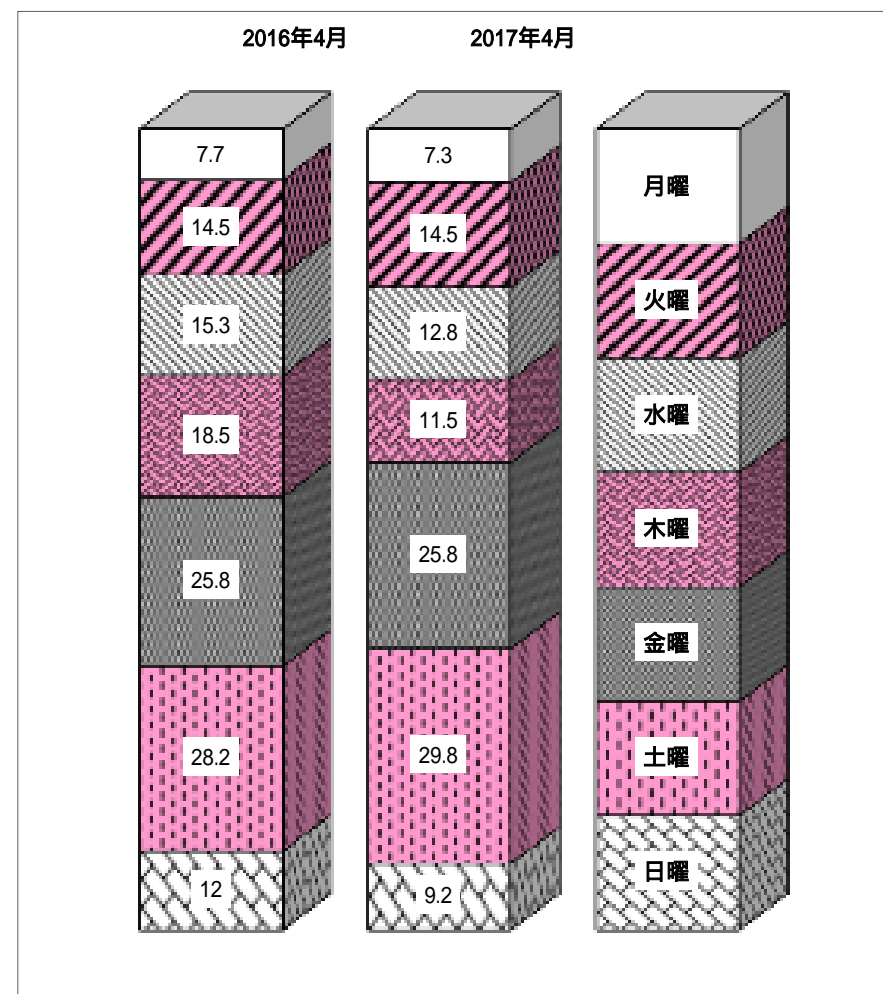 2016年4月 2017年4月
7.7 7.3 月曜
14.5 14.5 火曜
15.3 12.8 水曜
18.5 11.5 木曜
25.8 25.8 金曜
28.2 29.8 土曜
12 9.2 日曜